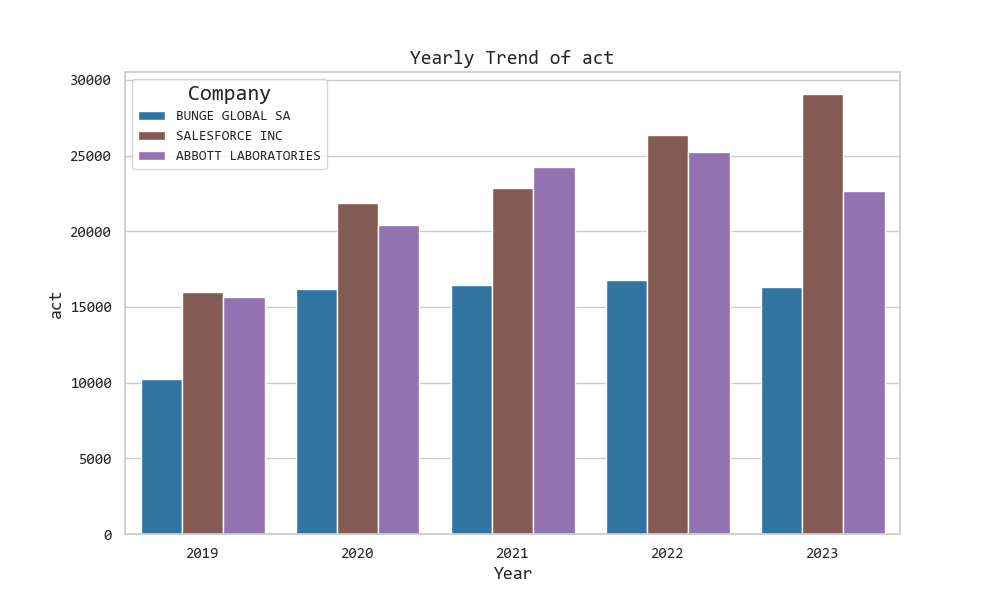 Yearly Trend of act
30000
25000
20000
15000
10000
5000
0
act
Company
BUNGE GLOBAL SA
SALESFORCE INC
ABBOTT LABORATORIES
2019 2020 2021 2022 2023
Year